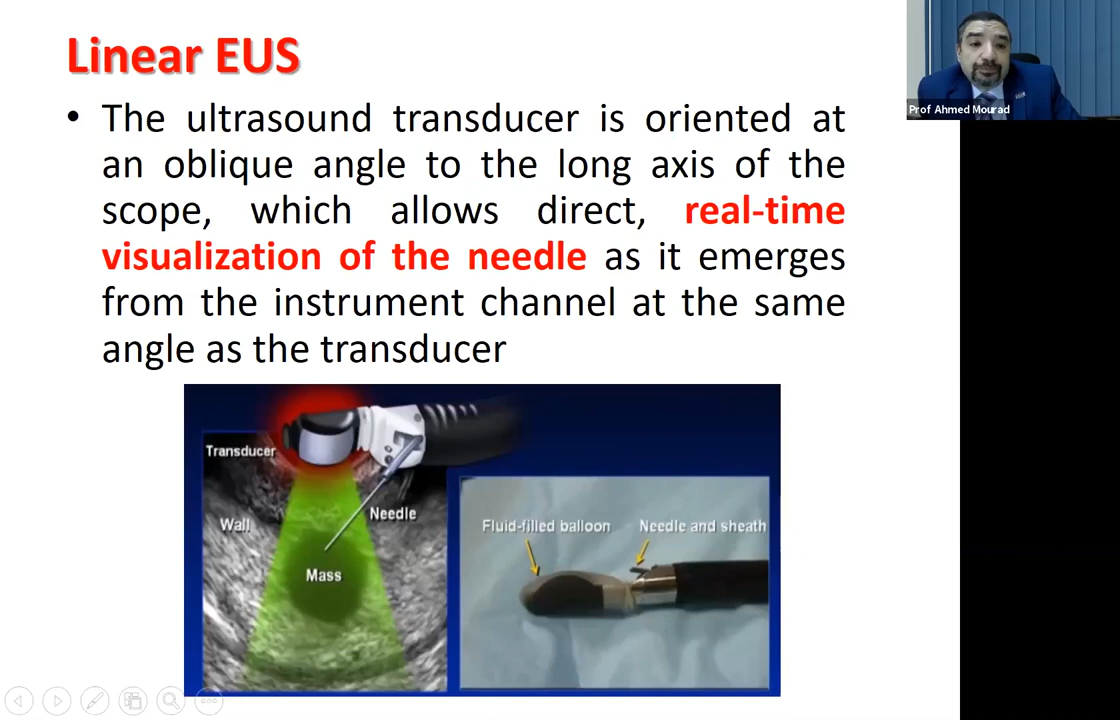 Linear EUS
• The ultrasound transducer is oriented at
an oblique angle to the long axis of the
scope, which allows direct, real-time
visualization of the needle as it emerges
from the instrument channel at the same
angle as the transducer
Transducer
Wall
Needle
Mass
Fluid-filled balloon
Needle and sheath
Prof Ahmed Mourad